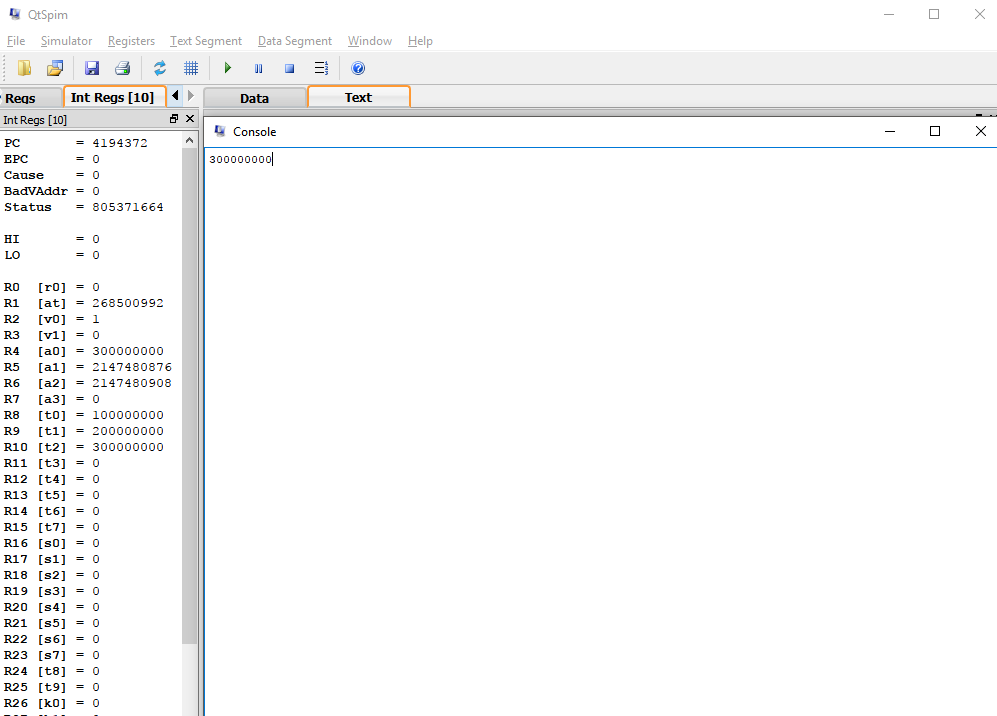 QtSpim
File Simulator Registers Text Segment Data Segment Window Help
Regs Int Regs [10] Data Text
Int Regs [10]
Console
300000000
PC = 4194372
EPC = 0
Cause = 0
BadVAddr = 0
Status = 805371664
HI = 0
LO = 0
R0 [r0] = 0
R1 [at] = 268500992
R2 [v0] = 1
R3 [v1] = 0
R4 [a0] = 300000000
R5 [a1] = 2147480876
R6 [a2] = 2147480908
R7 [a3] = 0
R8 [t0] = 100000000
R9 [t1] = 200000000
R10 [t2] = 300000000
R11 [t3] = 0
R12 [t4] = 0
R13 [t5] = 0
R14 [t6] = 0
R15 [t7] = 0
R16 [s0] = 0
R17 [s1] = 0
R18 [s2] = 0
R19 [s3] = 0
R20 [s4] = 0
R21 [s5] = 0
R22 [s6] = 0
R23 [s7] = 0
R24 [t8] = 0
R25 [t9] = 0
R26 [k0] = 0